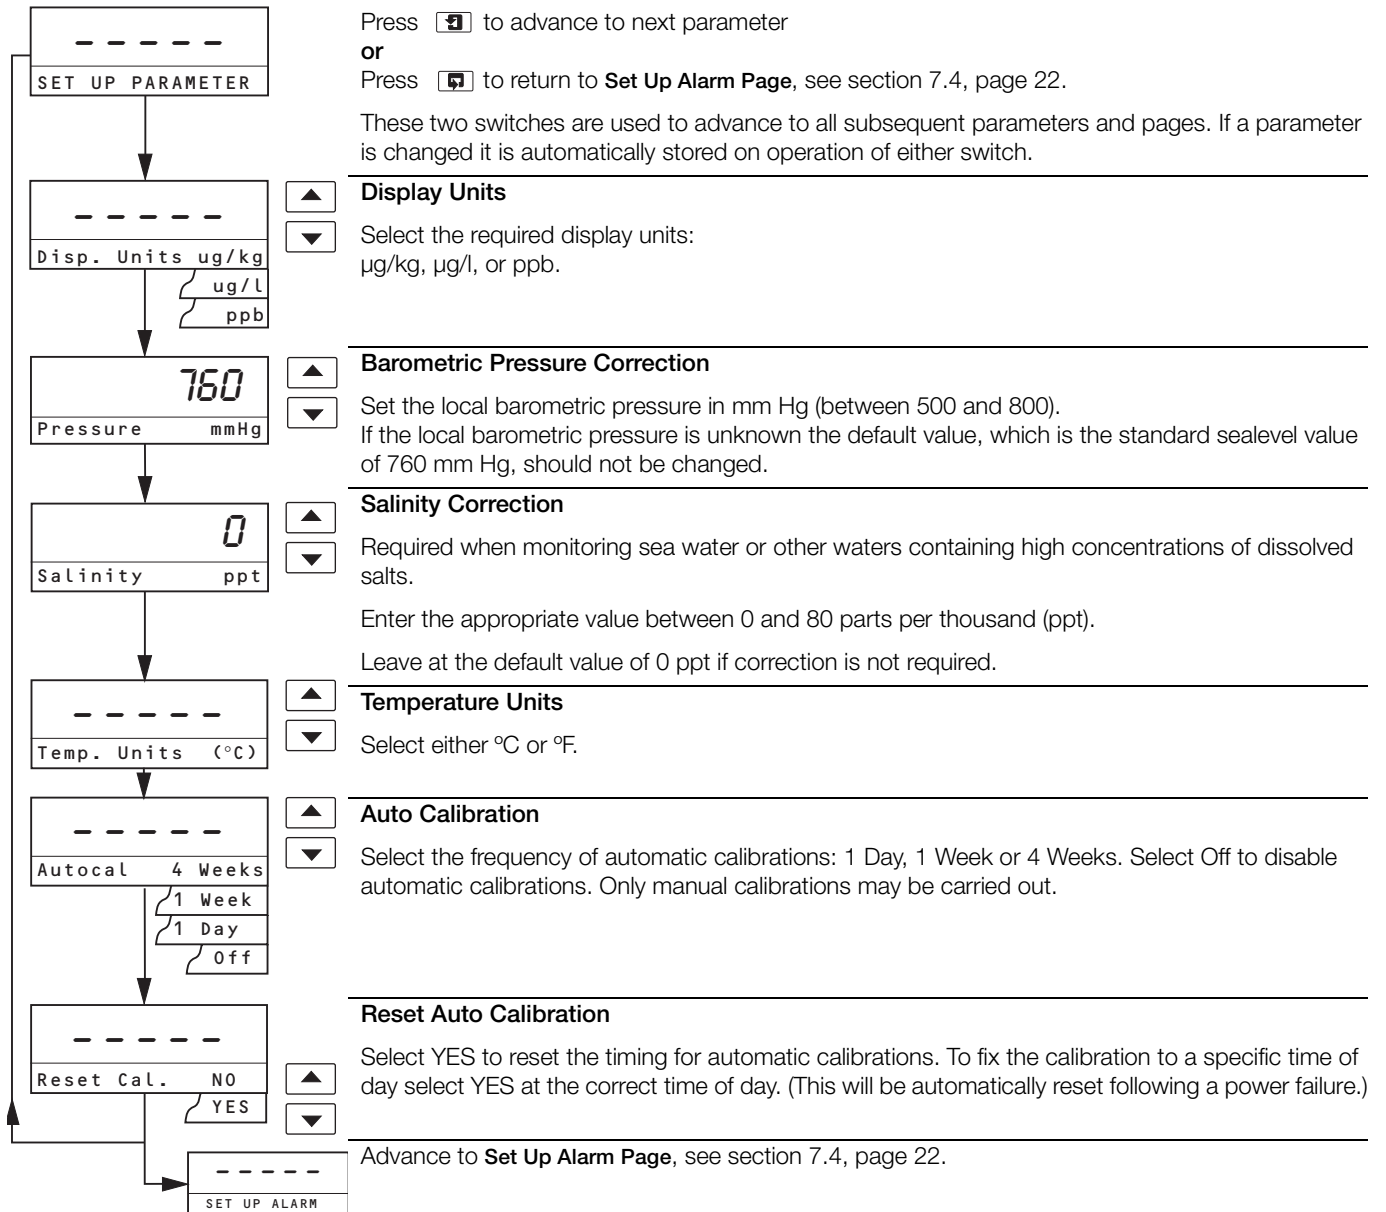 - - - - -
SET UP PARAMETER
Press to advance to next parameter
or
Press to return to Set Up Alarm Page, see section 7.4, page 22.
These two switches are used to advance to all subsequent parameters and pages. If a parameter
is changed it is automatically stored on operation of either switch.
- - - - -
Disp. Units ug/kg
ug/l
ppb
Display Units
Select the required display units:
µg/kg, µg/l, or ppb.
760
Pressure mmHg
Barometric Pressure Correction
Set the local barometric pressure in mm Hg (between 500 and 800).
If the local barometric pressure is unknown the default value, which is the standard sealevel value
of 760 mm Hg, should not be changed.
0
Salinity ppt
Salinity Correction
Required when monitoring sea water or other waters containing high concentrations of dissolved
salts.
Enter the appropriate value between 0 and 80 parts per thousand (ppt).
Leave at the default value of 0 ppt if correction is not required.
- - - - -
Temp. Units (°C)
Temperature Units
Select either ºC or ºF.
- - - - -
Autocal 4 Weeks
1 Week
1 Day
Off
Auto Calibration
Select the frequency of automatic calibrations: 1 Day, 1 Week or 4 Weeks. Select Off to disable
automatic calibrations. Only manual calibrations may be carried out.
- - - - -
Reset Cal. NO
YES
Reset Auto Calibration
Select YES to reset the timing for automatic calibrations. To fix the calibration to a specific time of
day select YES at the correct time of day. (This will be automatically reset following a power failure.)
- - - - -
SET UP ALARM
Advance to Set Up Alarm Page, see section 7.4, page 22.